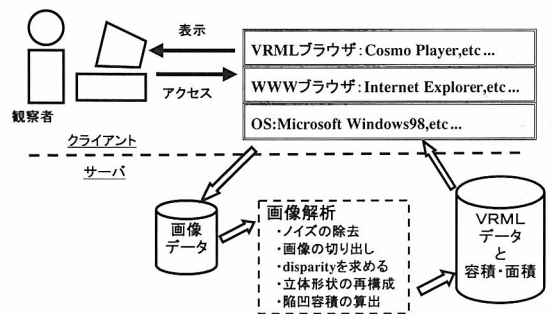 表示
アクセス
観察者
VRMLブラウザ:Cosmo Player,etc...
WWWブラウザ:Internet Explorer,etc...
OS:Microsoft Windows98,etc...
クライアント
サーバ
画像
データ
画像解析
・ノイズの除去
・画像の切り出し
・disparityを求める
・立体形状の再構成
・陥凹容積の算出
VRML
データ
と
容積・面積